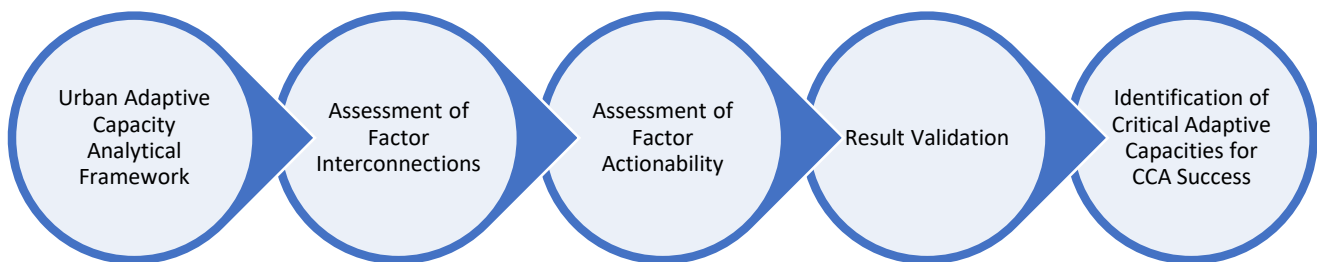 Urban Adaptive
Capacity
Analytical
Framework
Assessment of
Factor
Interconnections
Assessment of
Factor
Actionability
Result Validation
Identification of
Critical Adaptive
Capacities for
CCA Success